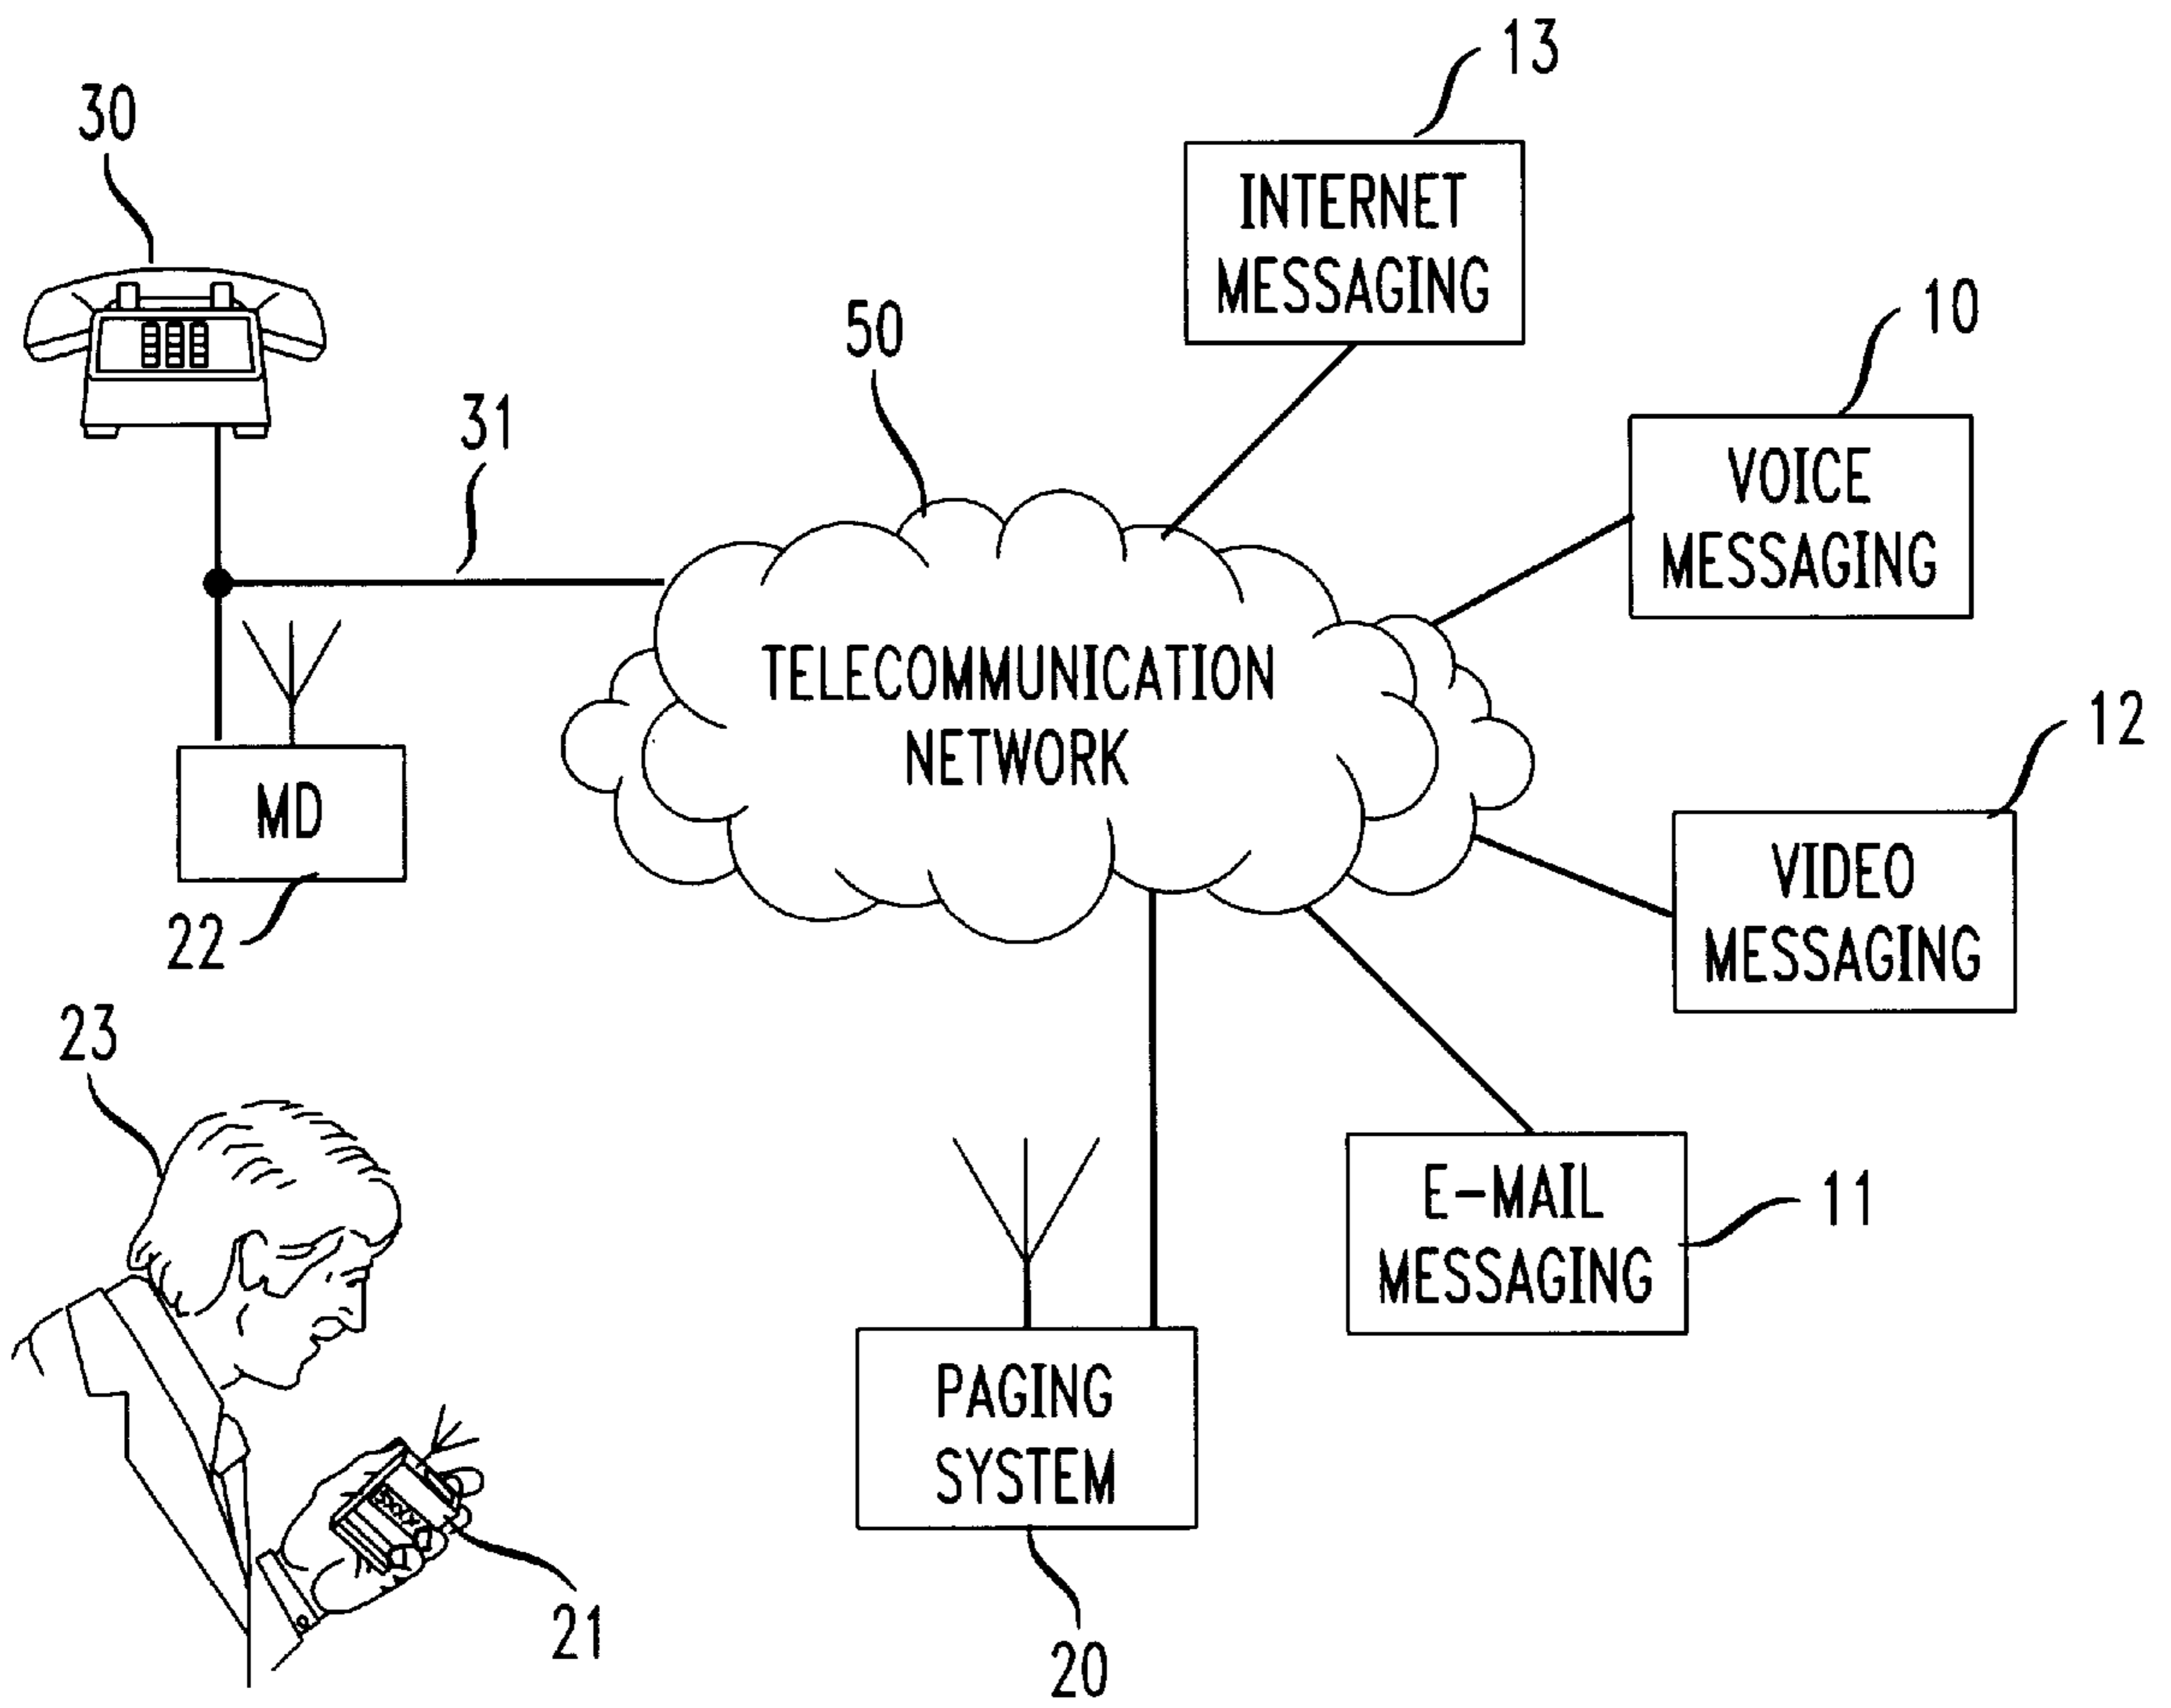 13
30
INTERNET
MESSAGING
10
50
31
VOICE
MESSAGING
TELECOMMUNICATION
NETWORK
12
MD
VIDEO
MESSAGING
22
23
E-MAIL
MESSAGING
11
PAGING
SYSTEM
XXX
21
20